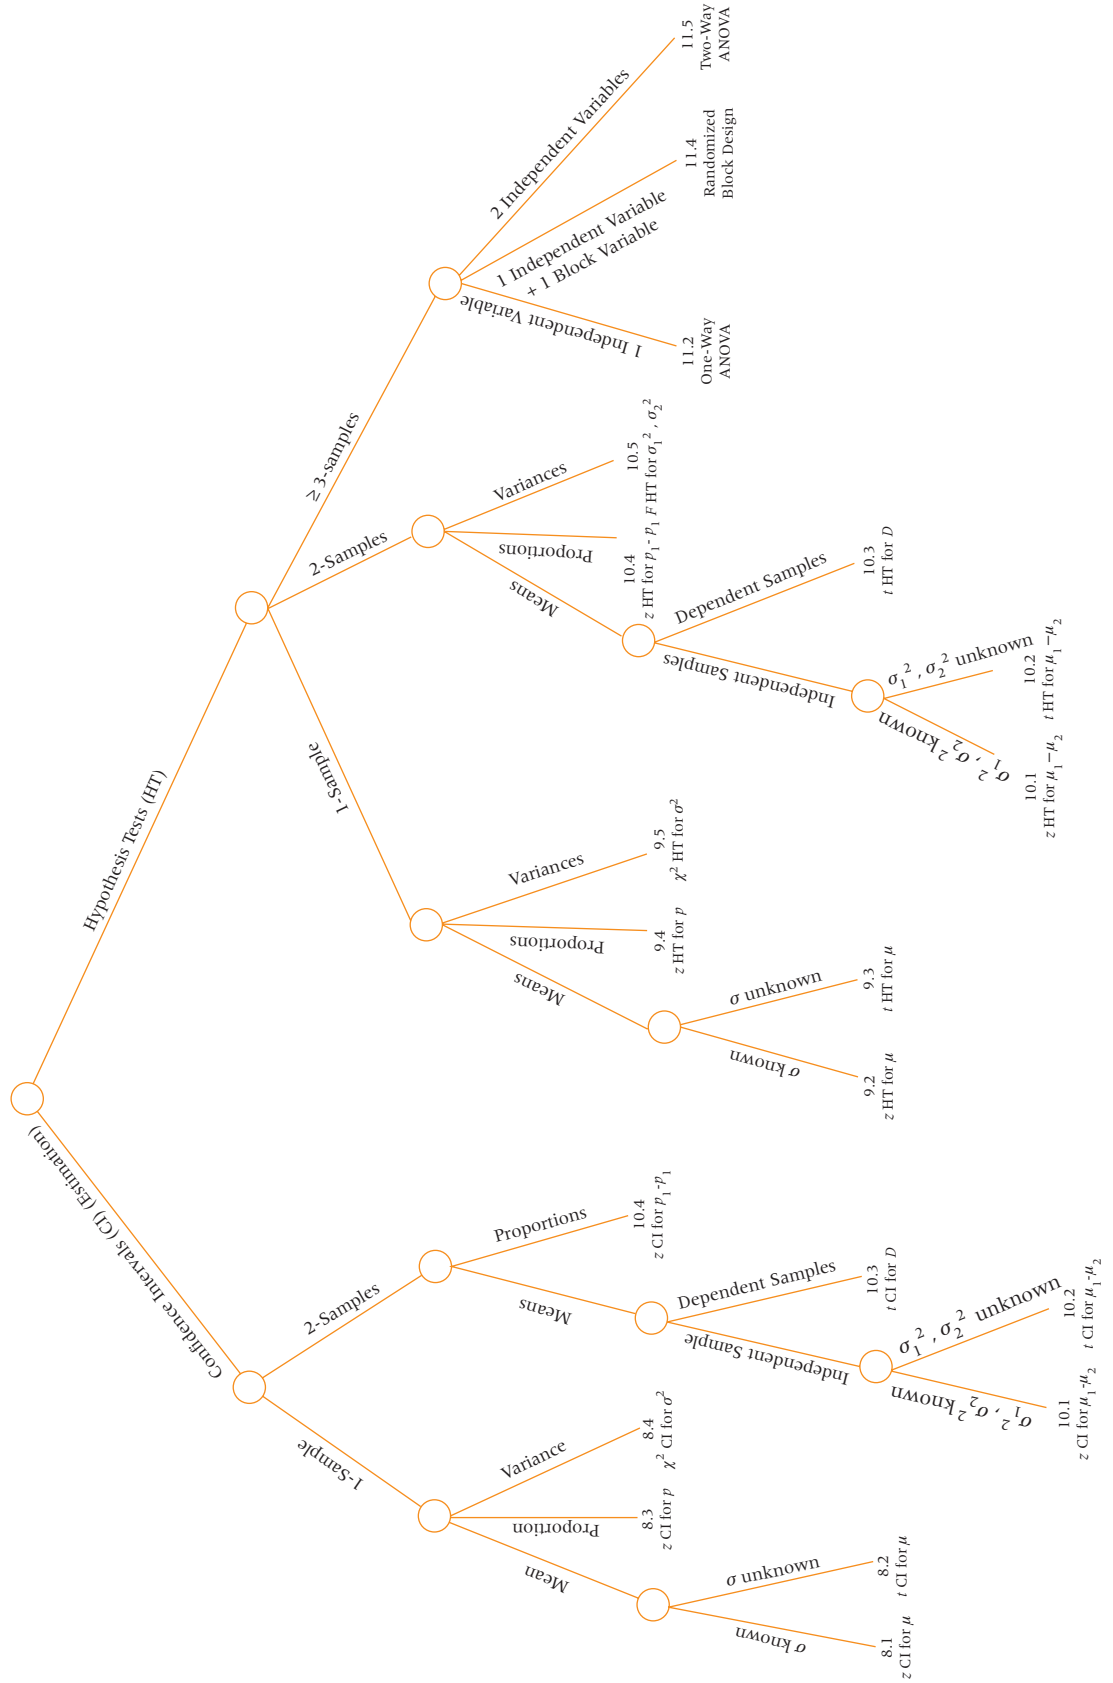 Confidence Intervals (CI) (Estimation)
Hypothesis Tests (HT)
1-Sample
2-Samples
1-Sample
2-Samples
≥ 3-samples
Mean
Proportion
Variance
Means
Proportions
Means
Proportions
Variances
Means
Proportions
Variances
1 Independent Variable
1 Independent Variable
+ 1 Block Variable
2 Independent Variables
8.3
z CI for p
8.4
χ² CI for σ²
10.4
z CI for p₁-p₁
9.4
z HT for p
9.5
χ² HT for σ²
10.4
z HT for p₁- p₁
10.5
F HT for σ₁², σ₂²
11.2
One-Way
ANOVA
11.4
Randomized
Block Design
11.5
Two-Way
ANOVA
σ known
σ unknown
Independent Sample
Dependent Samples
σ known
σ unknown
Independent Samples
Dependent Samples
8.1
z CI for μ
8.2
t CI for μ
10.3
t CI for D
9.2
z HT for μ
9.3
t HT for μ
10.3
t HT for D
σ₁², σ₂² known
σ₁², σ₂² unknown
σ₁², σ₂² known
σ₁², σ₂² unknown
10.1
z CI for μ₁-μ₂
10.2
t CI for μ₁-μ₂
10.1
z HT for μ₁–μ₂
10.2
t HT for μ₁–μ₂